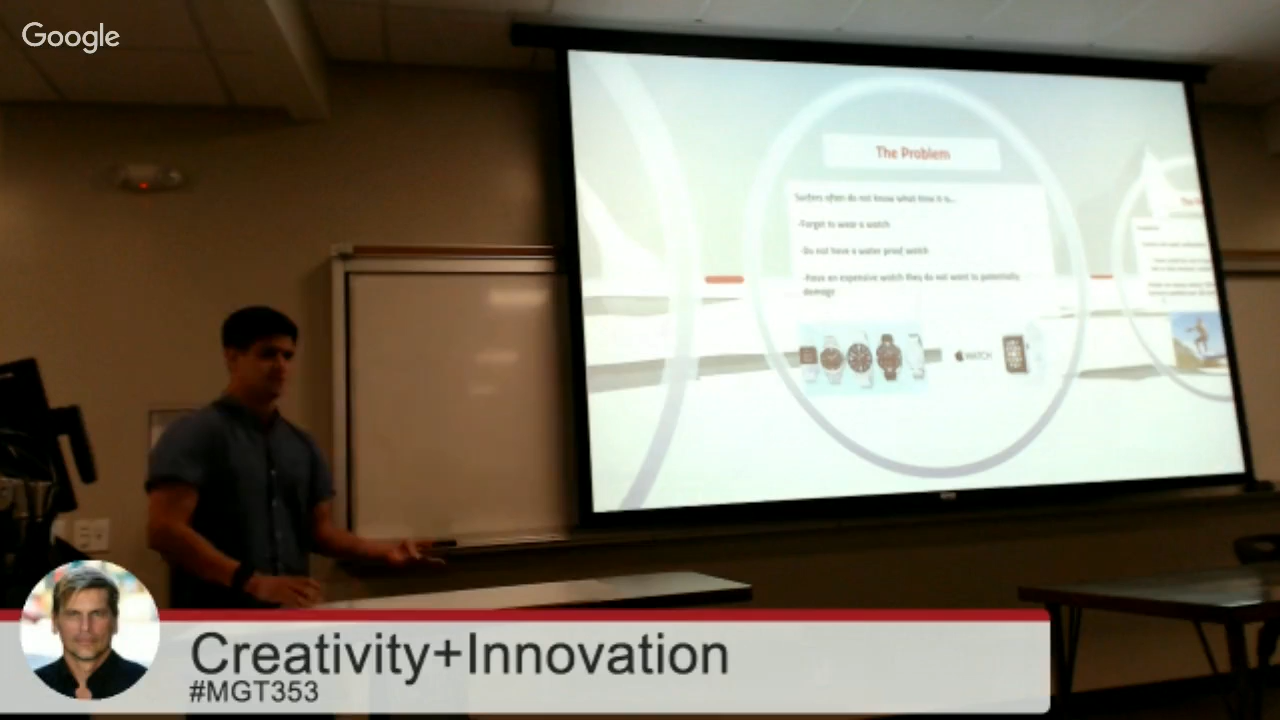 Google
The Problem
Surfers often do not know what time it is...
-Forget to wear a watch
-Do not have a water proof watch
-Have an expensive watch they do not want to potentially
damage
WATCH
Creativity+Innovation
#MGT353